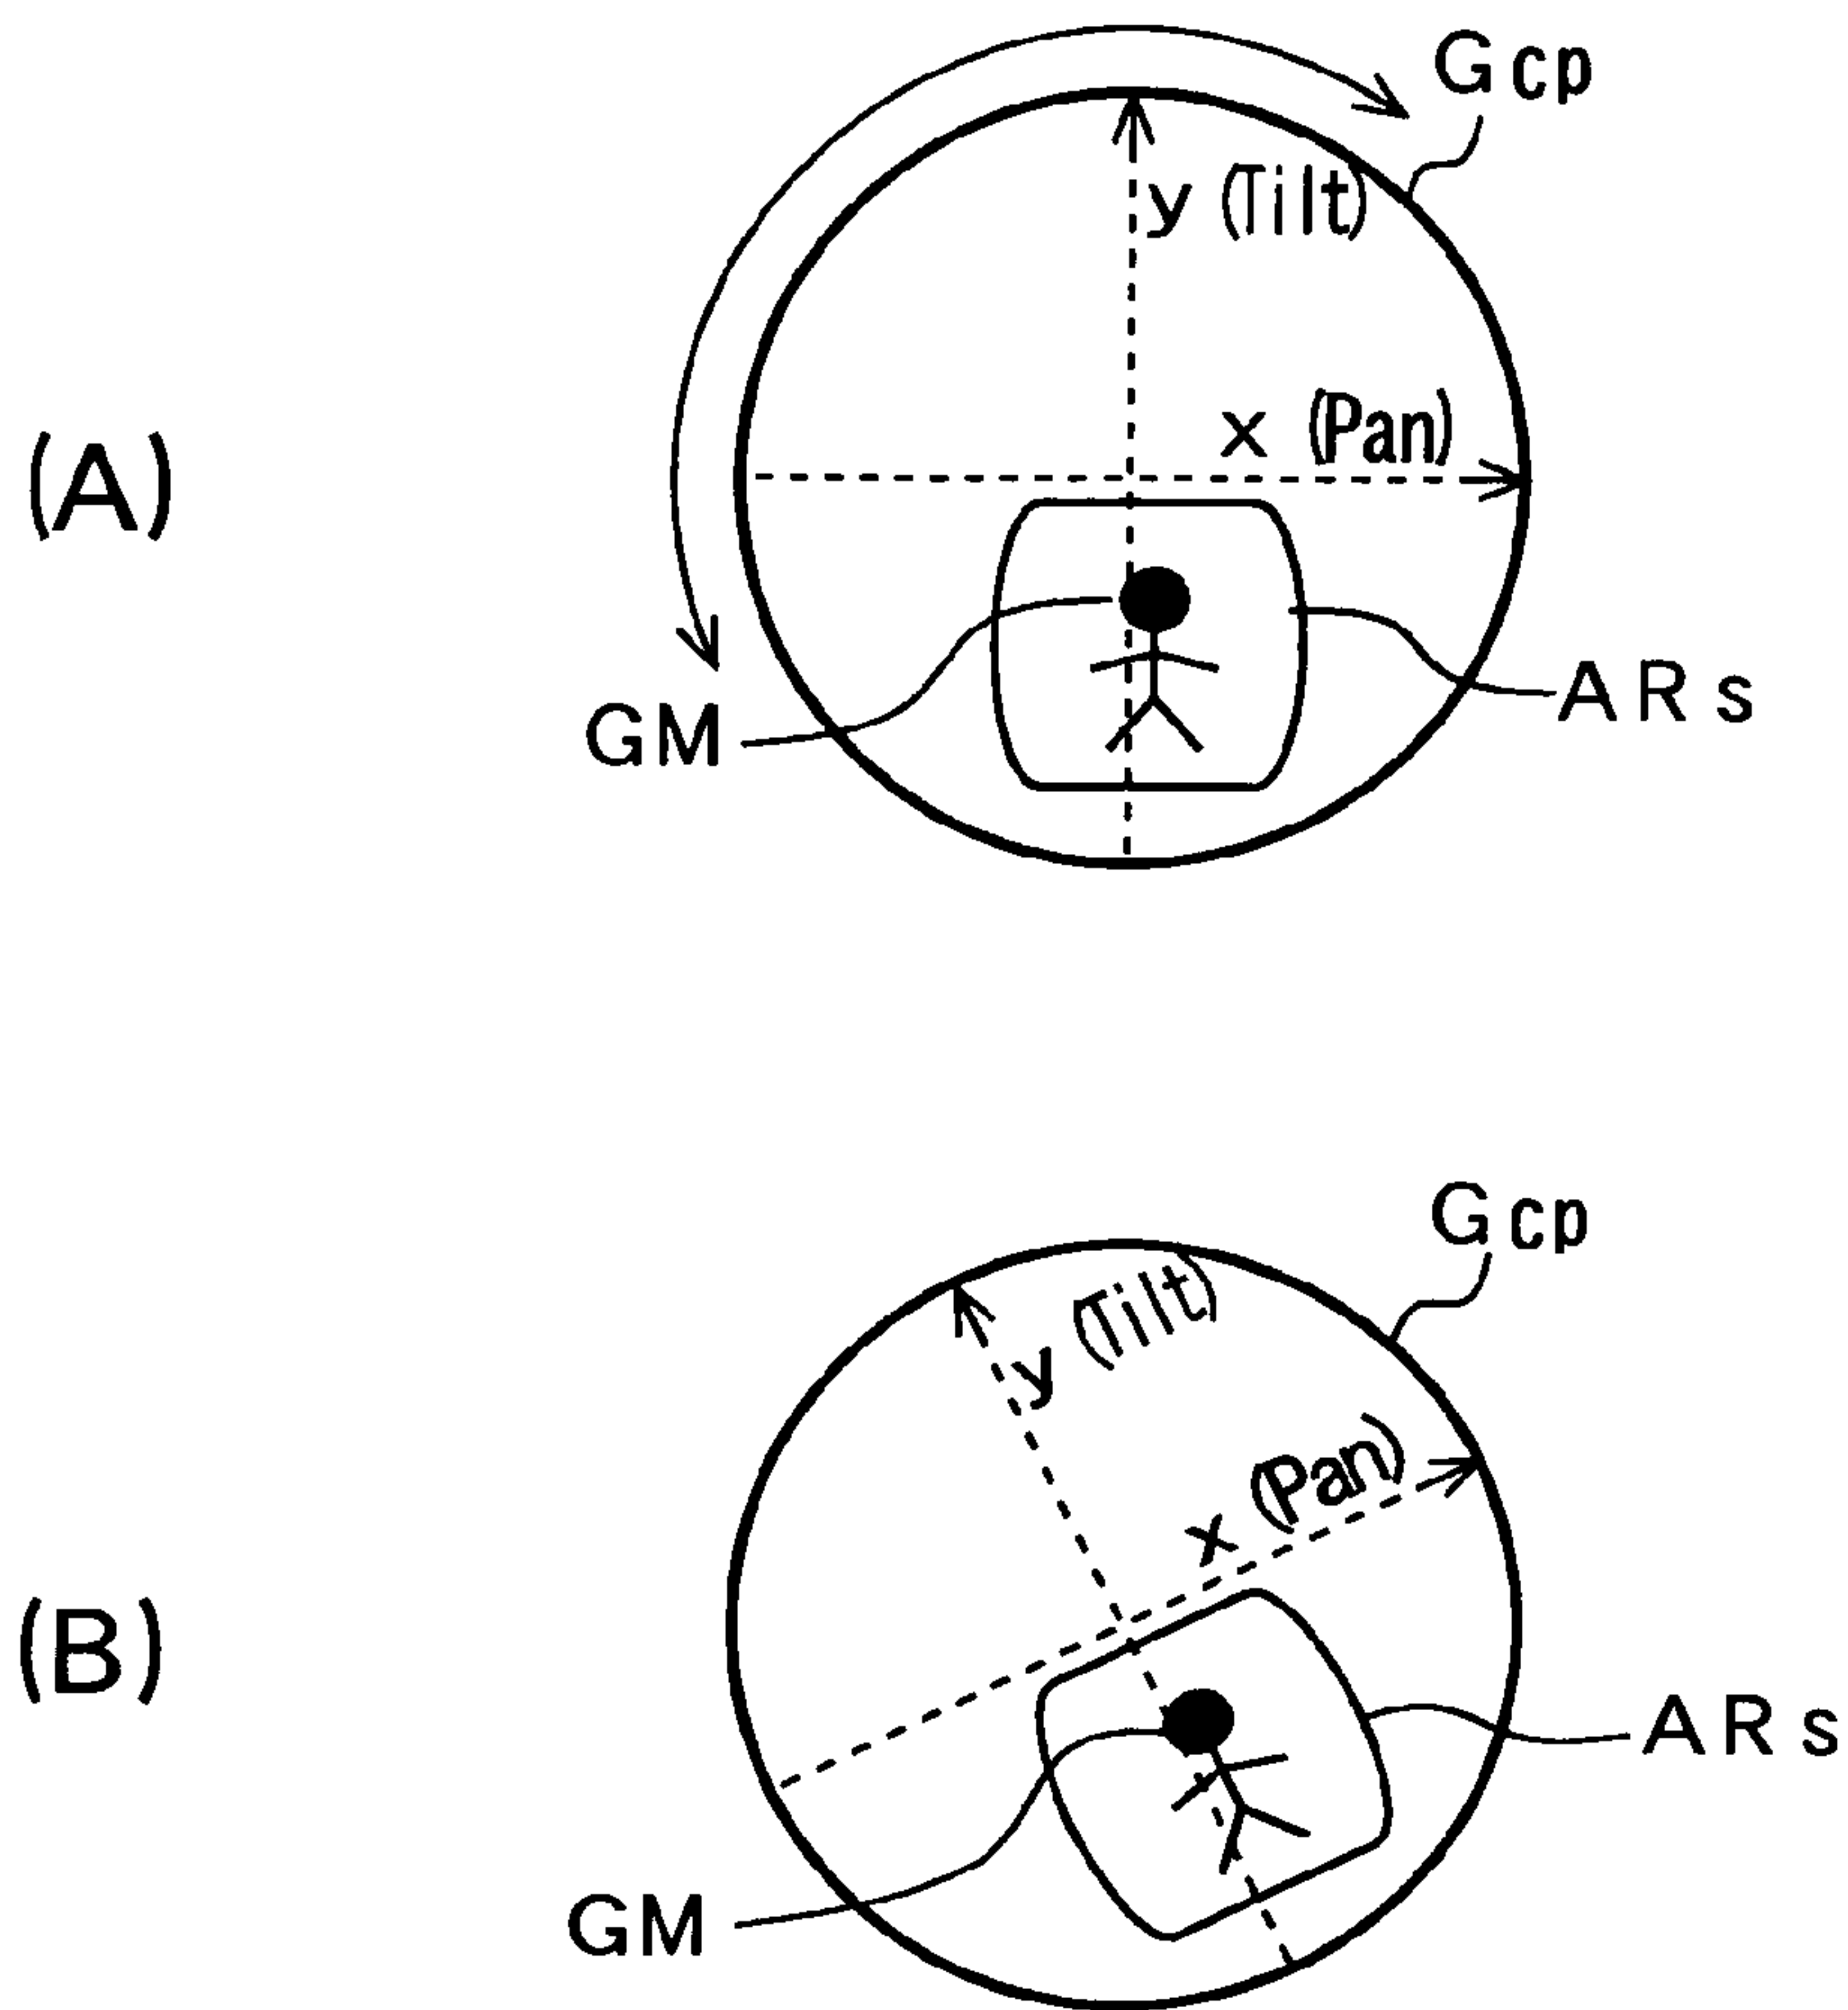 Gcp
y (Tilt)
x (Pan)
(A)
ARs
GM
Gcp
y (Tilt)
x (Pan)
(B)
ARs
GM